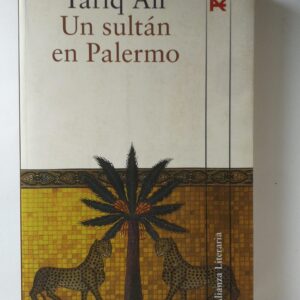 Tariq Ali
Un sultán
en Palermo
Alianza Literaria